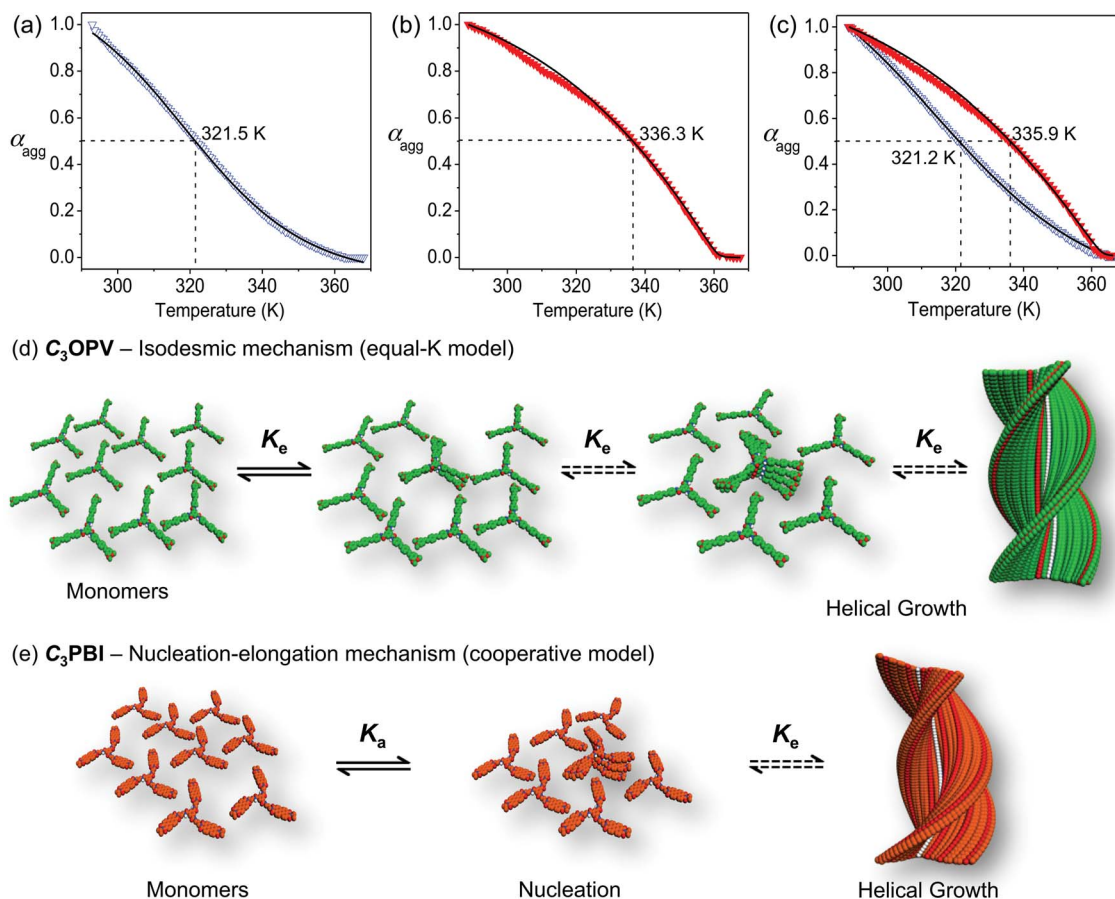 (a)
1.0
0.8
0.6
αagg
0.4
0.2
0.0
321.5 K
300 320 340 360
Temperature (K)
(b)
1.0
0.8
0.6
αagg
0.4
0.2
0.0
336.3 K
300 320 340 360
Temperature (K)
(c)
1.0
0.8
0.6
αagg
0.4
0.2
0.0
335.9 K
321.2 K
300 320 340 360
Temperature (K)
(d) C3OPV – Isodesmic mechanism (equal-K model)
Ke Ke Ke
Monomers
Helical Growth
(e) C3PBI – Nucleation-elongation mechanism (cooperative model)
Ka Ke
Monomers Nucleation Helical Growth